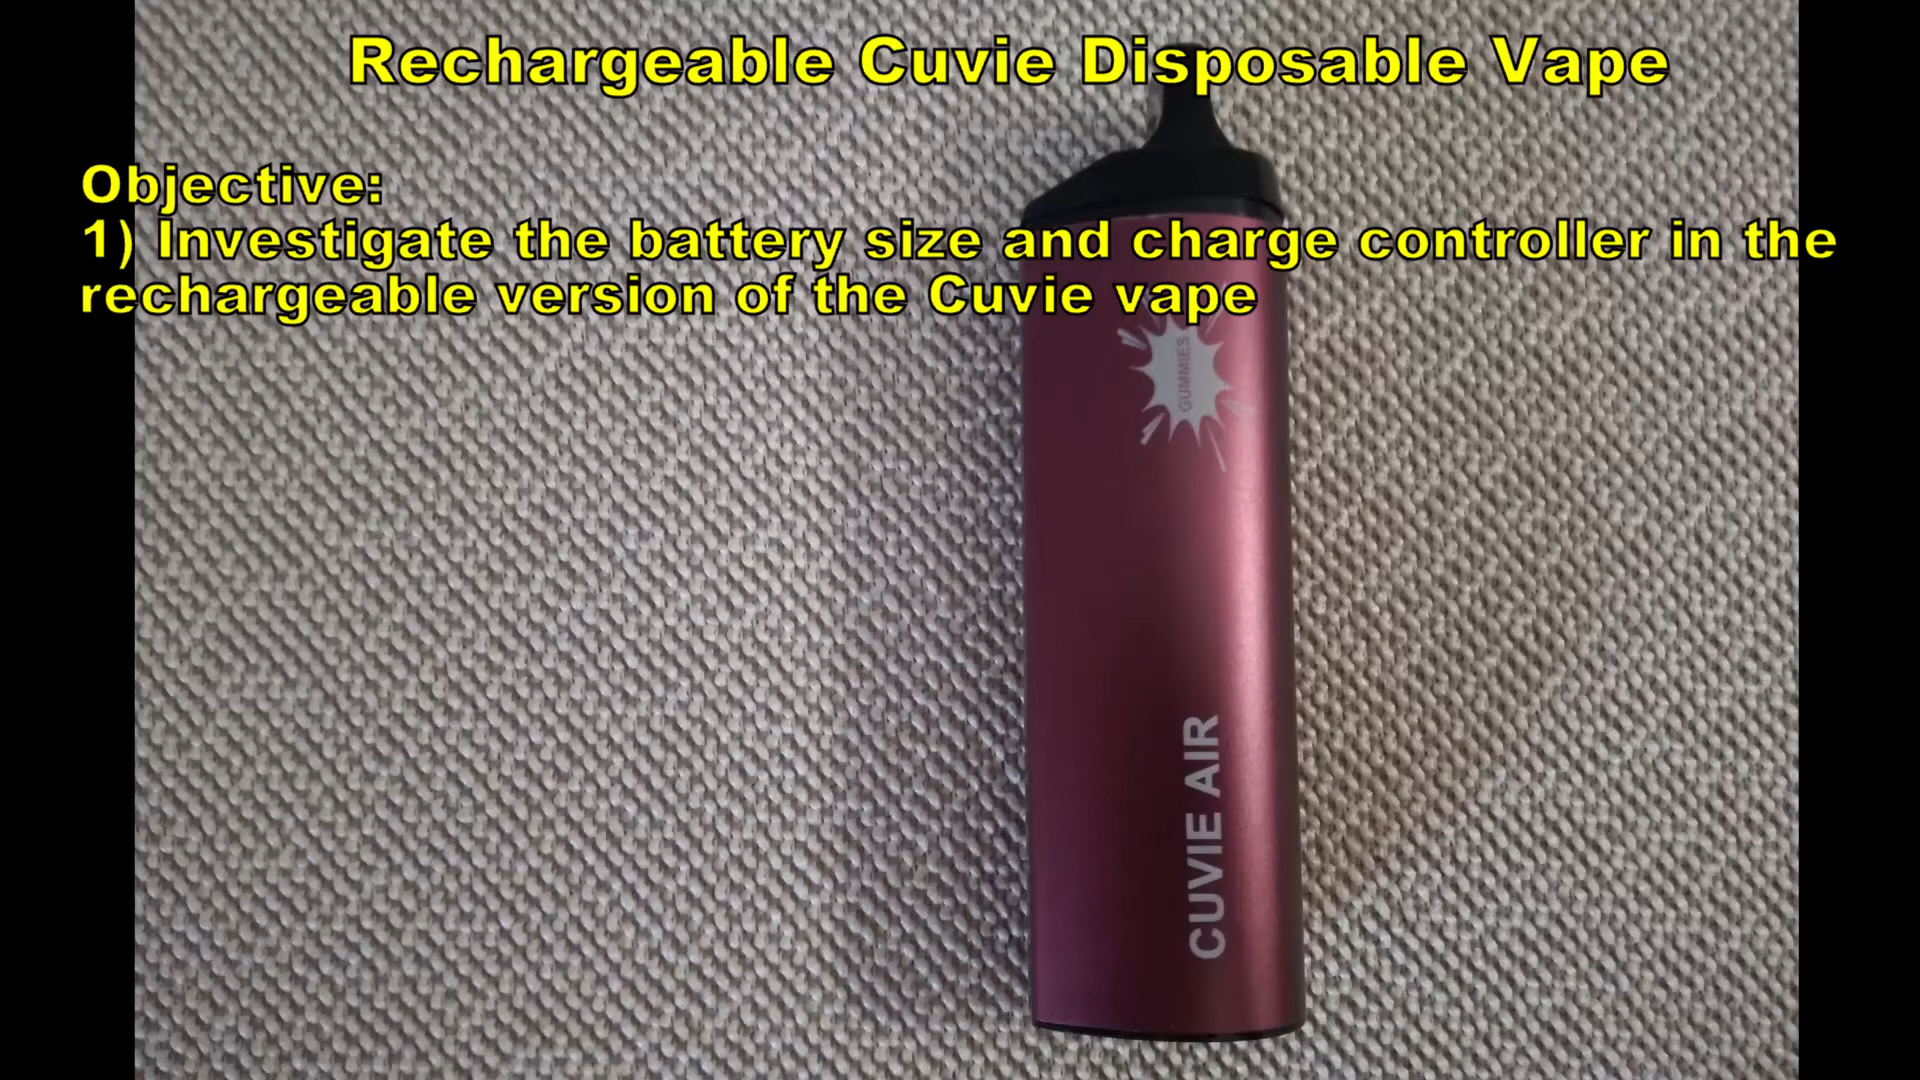 Rechargeable Cuvie Disposable Vape
Objective:
1) Investigate the battery size and charge controller in the
rechargeable version of the Cuvie vape
GUMMIES
CUVIE AIR